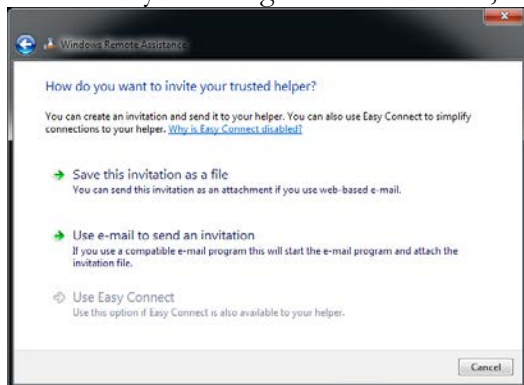 Windows Remote Assistance
How do you want to invite your trusted helper?
You can create an invitation and send it to your helper. You can also use Easy Connect to simplify
connections to your helper. Why is Easy Connect disabled?
Save this invitation as a file
You can send this invitation as an attachment if you use web-based e-mail.
Use e-mail to send an invitation
If you use a compatible e-mail program this will start the e-mail program and attach the
invitation file.
Use Easy Connect
Use this option if Easy Connect is also available to your helper.
Cancel